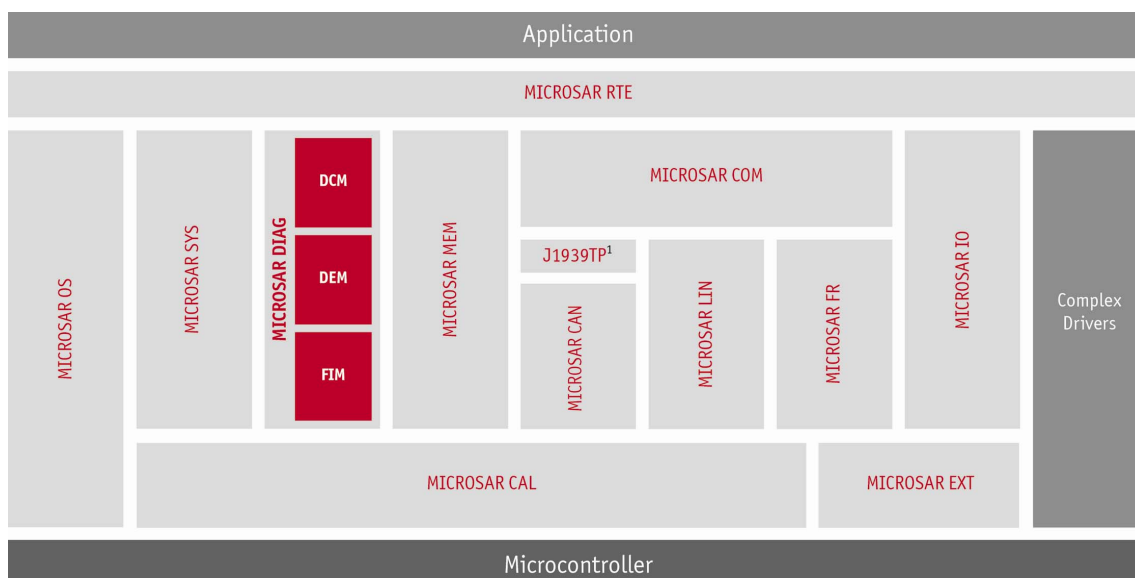 Application
MICROSAR RTE
MICROSAR OS
MICROSAR SYS
MICROSAR DIAG
DCM
DEM
FIM
MICROSAR MEM
MICROSAR COM
J1939TP¹
MICROSAR CAN
MICROSAR LIN
MICROSAR FR
MICROSAR IO
Complex
Drivers
MICROSAR CAL
MICROSAR EXT
Microcontroller